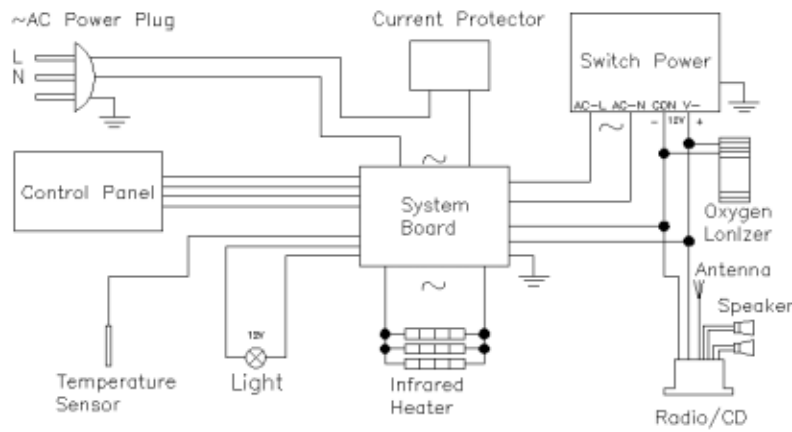 ~AC Power Plug
L
N
Current Protector
Switch Power
AC-L AC-N CON V-
- 12V +
Control Panel
System
Board
Oxygen
LonIzer
Antenna
Speaker
12V
Light
Temperature
Sensor
Infrared
Heater
Radio/CD
~
~
~